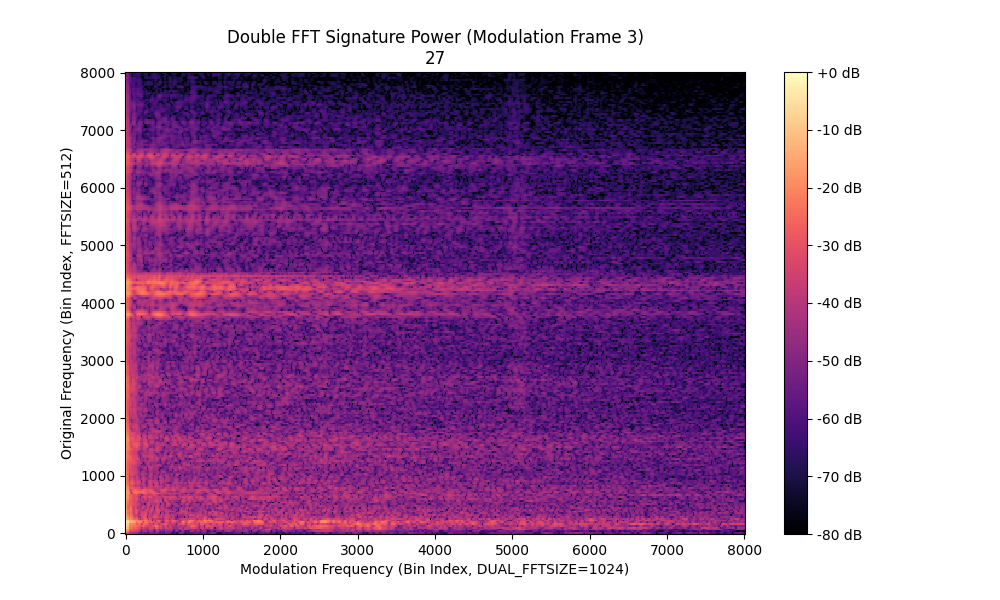 Double FFT Signature Power (Modulation Frame 3)
27
Original Frequency (Bin Index, FFTSIZE=512)
8000
7000
6000
5000
4000
3000
2000
1000
0
0 1000 2000 3000 4000 5000 6000 7000 8000
Modulation Frequency (Bin Index, DUAL_FFTSIZE=1024)
+0 dB
-10 dB
-20 dB
-30 dB
-40 dB
-50 dB
-60 dB
-70 dB
-80 dB